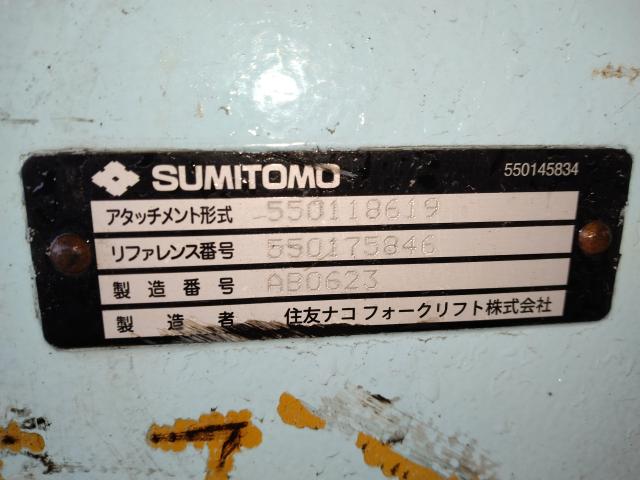 SUMITOMO 550145834
アタッチメント形式 550118619
リファレンス番号 550175846
製造番号 AB0623
製造者 住友ナコ フォークリフト株式会社